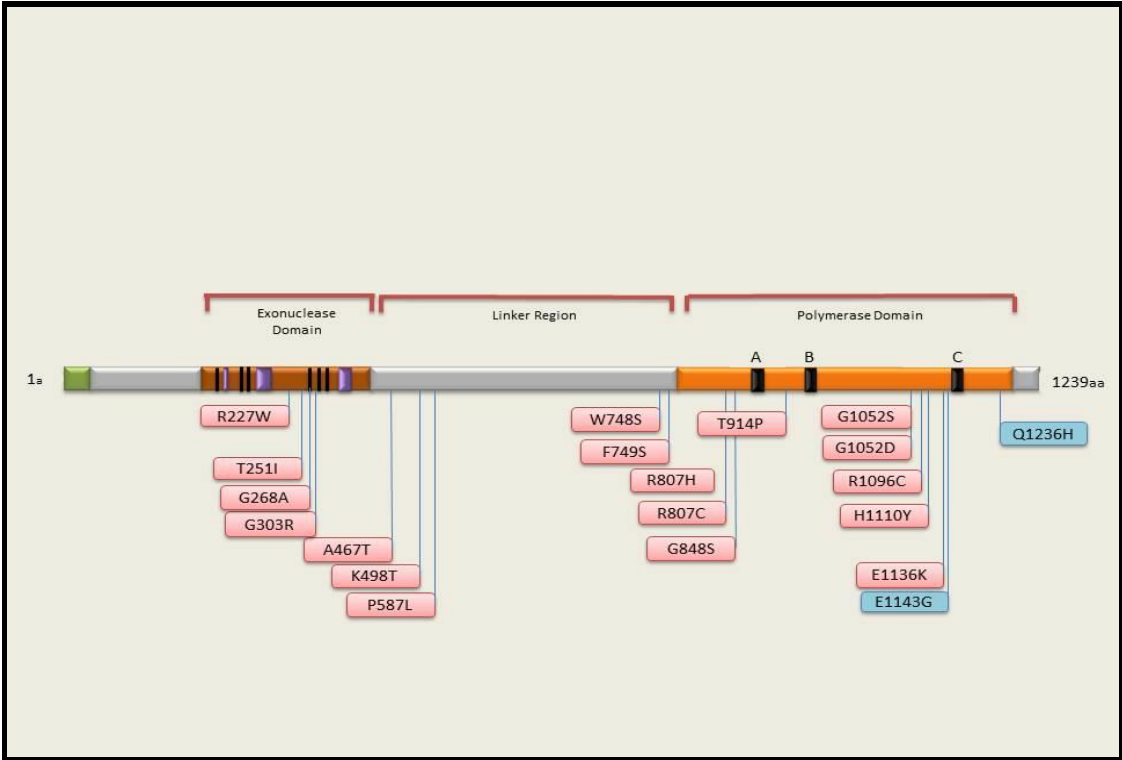 Exonuclease
Domain
Linker Region
Polymerase Domain
A
B
C
1a
1239aa
R227W
T251I
G268A
G303R
A467T
K498T
P587L
W748S
F749S
R807H
R807C
G848S
T914P
G1052S
G1052D
R1096C
H1110Y
E1136K
E1143G
Q1236H